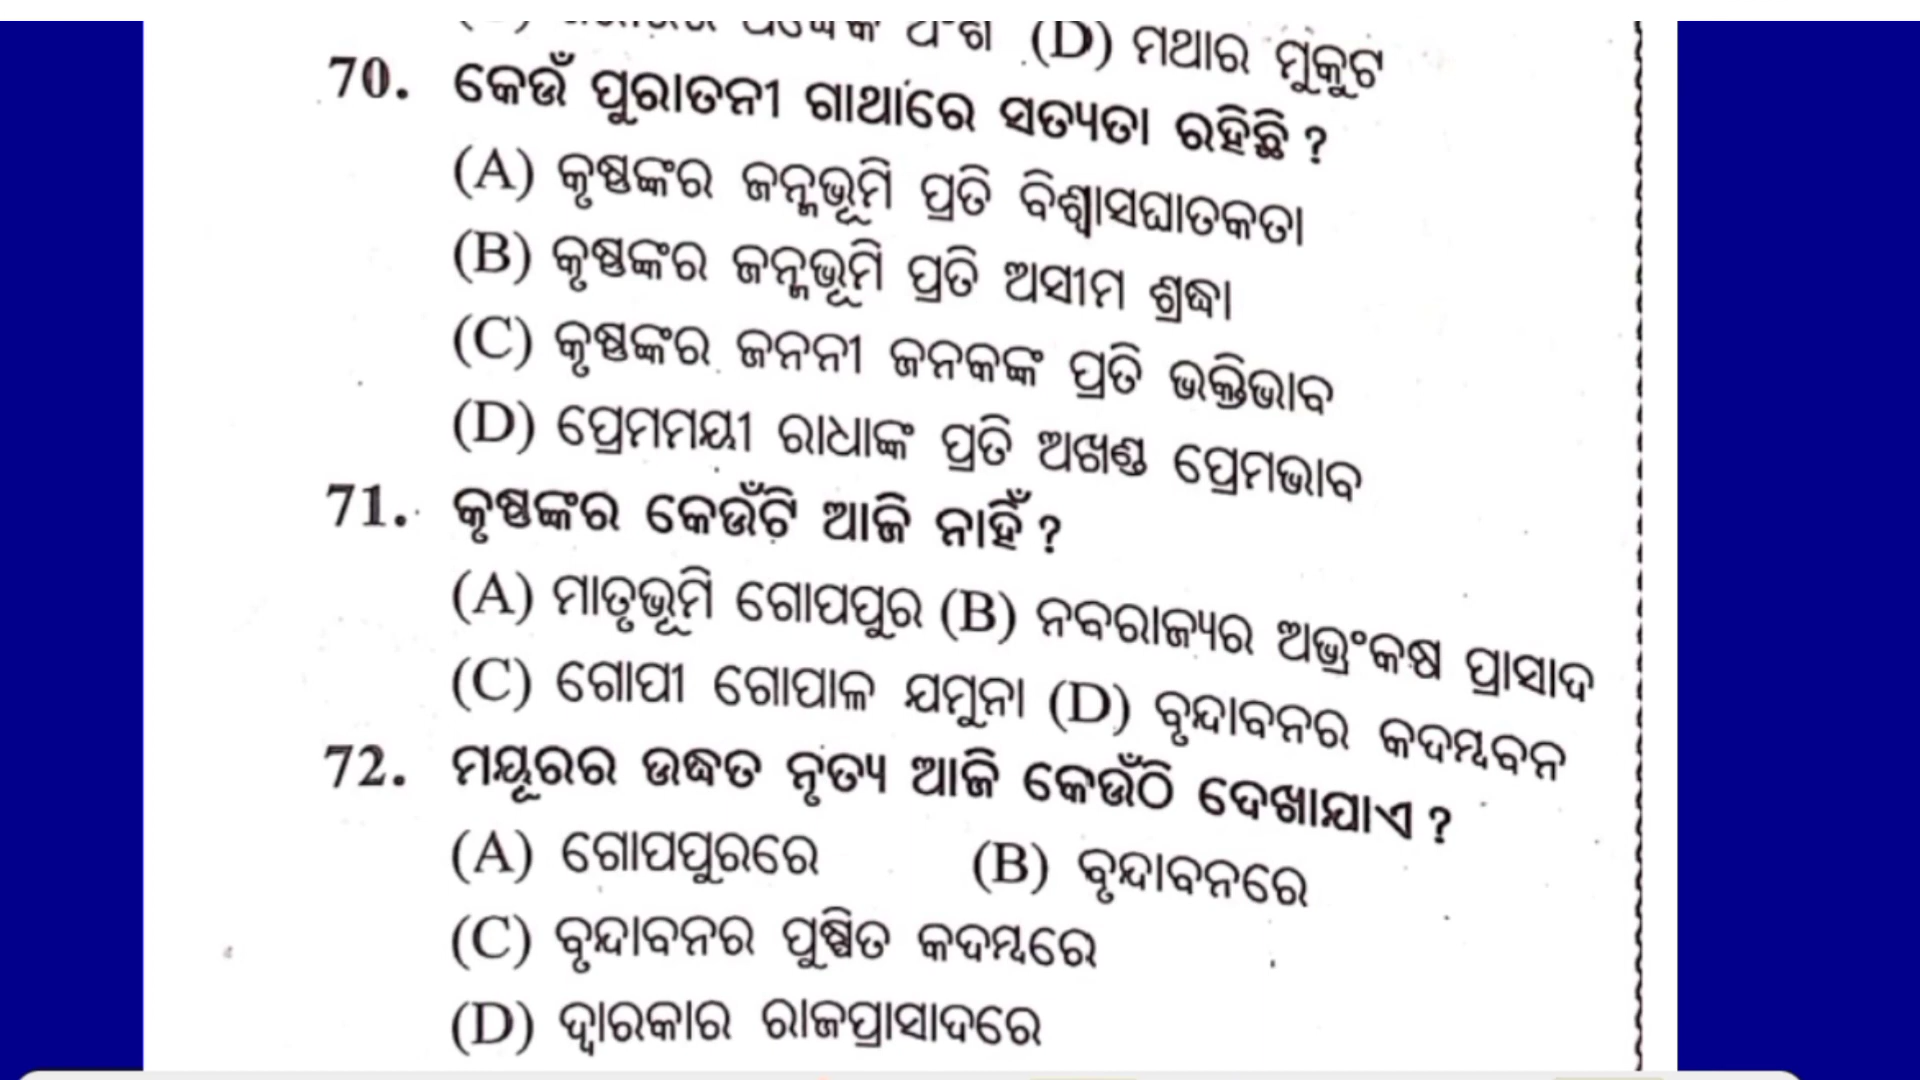 (D) ମଥାର ମୁକୁଟ
70. କେଉଁ ପୁରାତନୀ ଗାଥାରେ ସତ୍ୟତା ରହିଛି ?
(A) କୃଷ୍ଣଙ୍କର ଜନ୍ମଭୂମି ପ୍ରତି ବିଶ୍ୱାସଘାତକତା
(B) କୃଷ୍ଣଙ୍କର ଜନ୍ମଭୂମି ପ୍ରତି ଅସୀମ ଶ୍ରଦ୍ଧା
(C) କୃଷ୍ଣଙ୍କର ଜନନୀ ଜନକଙ୍କ ପ୍ରତି ଭକ୍ତିଭାବ
(D) ପ୍ରେମମୟୀ ରାଧାଙ୍କ ପ୍ରତି ଅଖଣ୍ଡ ପ୍ରେମଭାବ
71. କୃଷ୍ଣଙ୍କର କେଉଁଟି ଆଜି ନାହିଁ ?
(A) ମାତୃଭୂମି ଗୋପପୁର (B) ନବରାଜ୍ୟର ଅଭ୍ରଂକଷ ପ୍ରାସାଦ
(C) ଗୋପୀ ଗୋପାଳ ଯମୁନା (D) ବୃନ୍ଦାବନର କଦମ୍ବବନ
72. ମୟୂରର ଉଦ୍ଧତ ନୃତ୍ୟ ଆଜି କେଉଁଠି ଦେଖାଯାଏ ?
(A) ଗୋପପୁରରେ (B) ବୃନ୍ଦାବନରେ
(C) ବୃନ୍ଦାବନର ପୁଷ୍ପିତ କଦମ୍ବରେ
(D) ଦ୍ୱାରକାର ରାଜପ୍ରାସାଦରେ